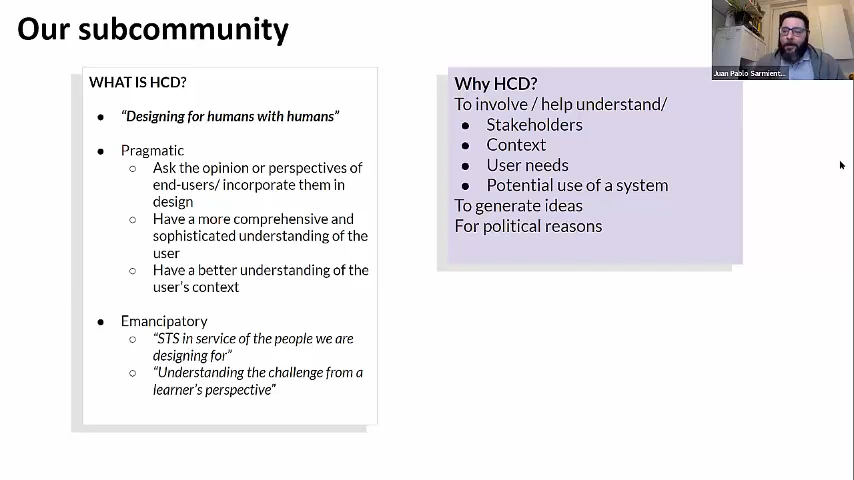 Our subcommunity
WHAT IS HCD?
● “Designing for humans with humans”
● Pragmatic
○ Ask the opinion or perspectives of
end-users/ incorporate them in
design
○ Have a more comprehensive and
sophisticated understanding of the
user
○ Have a better understanding of the
user's context
● Emancipatory
○ “STS in service of the people we are
designing for”
○ “Understanding the challenge from a
learner's perspective”
Why HCD?
To involve / help understand/
● Stakeholders
● Context
● User needs
● Potential use of a system
To generate ideas
For political reasons
Juan Pablo Sarmient...